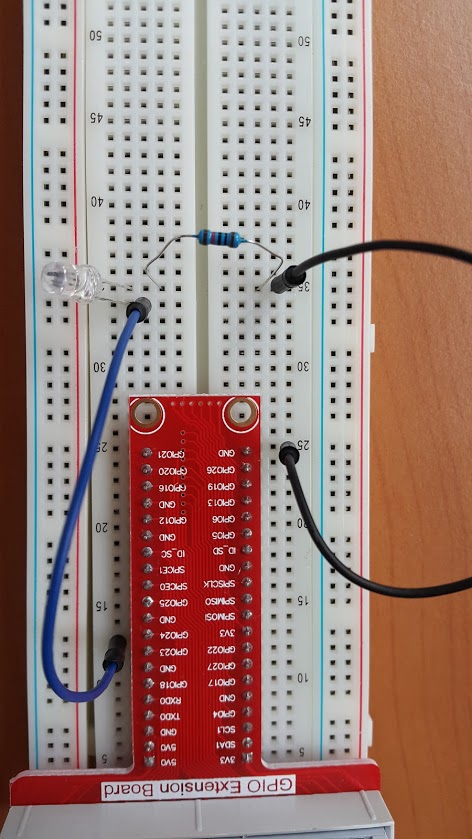 50 50
45 45
40 40
35
30 30
25 25
GPIO21 GND
GPIO20 GPIO26
GPIO16 GPIO19
GND GPIO13
20 GPIO12 GPIO6 20
GND GPIO5
ID_SC ID_SD
SPICE1 GND
SPICE0 SPISCLK
15 GPIO25 SPIMISO 15
GND SPIMOSI
GPIO24 3V3
GPIO23 GPIO22
GND GPIO27
GPIO18 GPIO17 10
RXD0 GND
TXD0 GPIO4
GND SCL1
5 5V0 SDA1 5
5V0 3V3
GPIO Extension Board